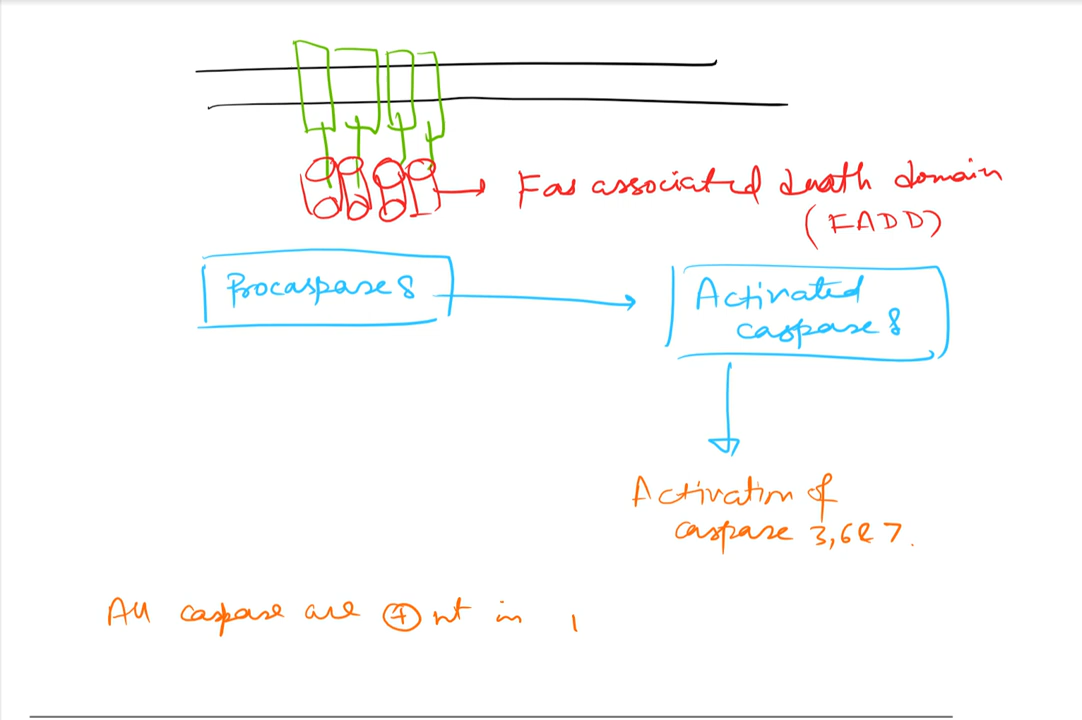 Fas associated death domain
(FADD)
Procaspase 8
Activated
caspase 8
Activation of
caspase 3,6 & 7.
All caspase are ⊕nt in